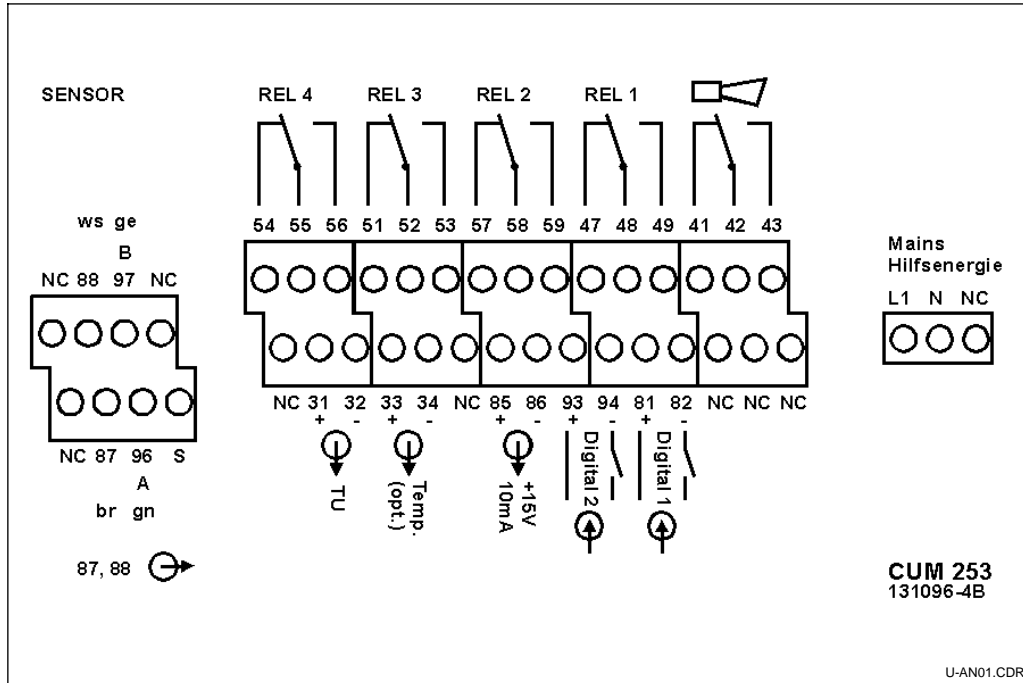 SENSOR
REL 4 REL 3 REL 2 REL 1
54 55 56 51 52 53 57 58 59 47 48 49 41 42 43
ws ge
B
NC 88 97 NC
Mains
Hilfsenergie
L1 N NC
NC 31 32 33 34 NC 85 86 93 94 81 82 NC NC NC
+ - + - + - + - + -
TU
Temp.
(opt.)
+15V
10mA
Digital 2
Digital 1
NC 87 96 S
A
br gn
87, 88
CUM 253
131096-4B
U-AN01.CDR